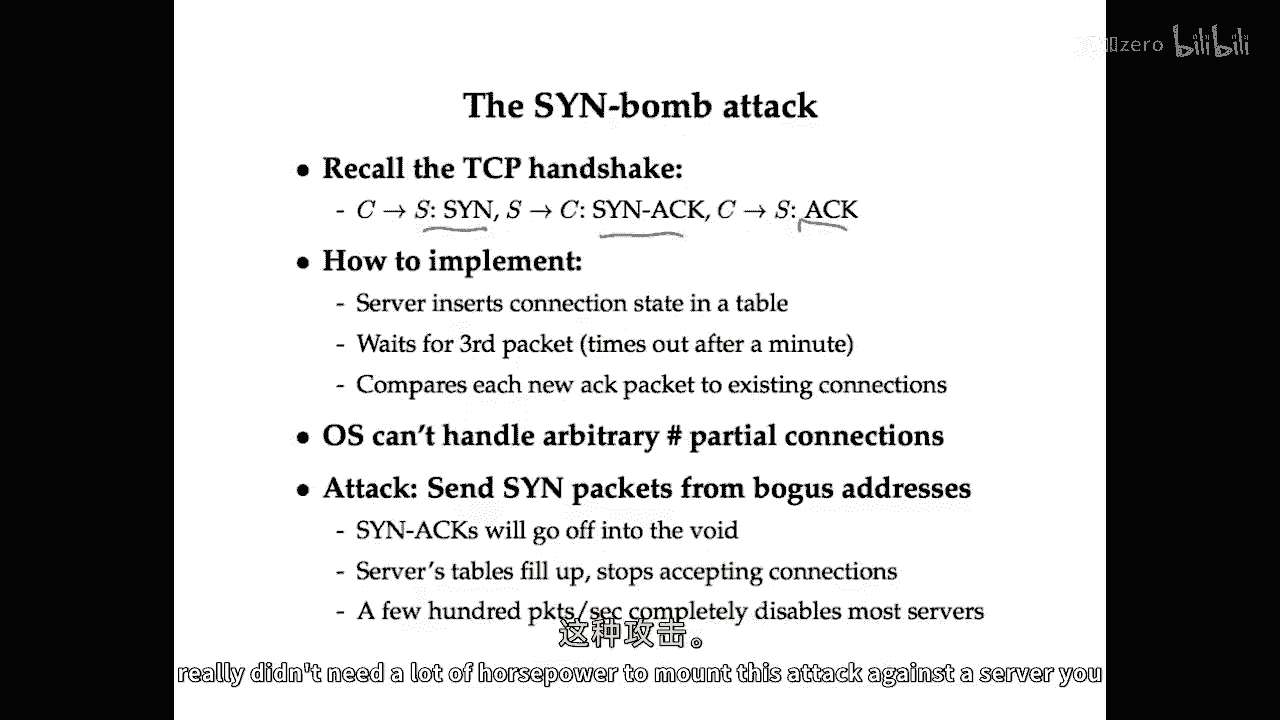 zero bilibili
The SYN-bomb attack
• Recall the TCP handshake:
- C → S: SYN, S → C: SYN-ACK, C → S: ACK
• How to implement:
- Server inserts connection state in a table
- Waits for 3rd packet (times out after a minute)
- Compares each new ack packet to existing connections
• OS can't handle arbitrary # partial connections
• Attack: Send SYN packets from bogus addresses
- SYN-ACKs will go off into the void
- Server's tables fill up, stops accepting connections
- A few hundred pkts/sec completely disables most servers
这种攻击。
really didn't need a lot of horsepower to mount this attack against a server you